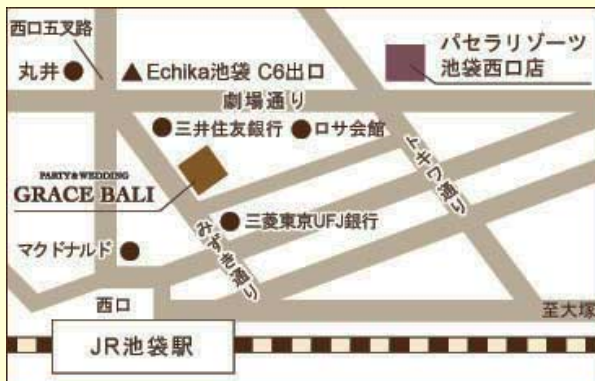 西口五叉路
丸井
Echika池袋 C6出口
パセラリゾーツ
池袋西口店
劇場通り
三井住友銀行
ロサ会館
トキワ通り
PARTY&WEDDING
GRACE BALI
三菱東京UFJ銀行
みずき通り
マクドナルド
西口
至大塚
JR池袋駅